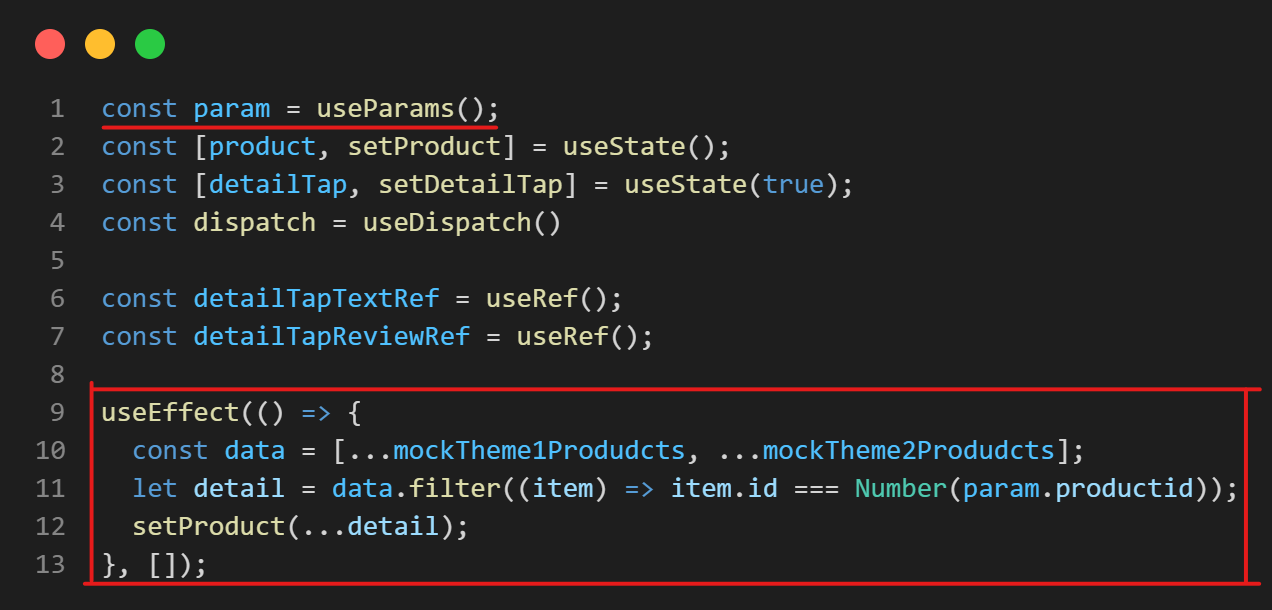 1 const param = useParams();
2 const [product, setProduct] = useState();
3 const [detailTap, setDetailTap] = useState(true);
4 const dispatch = useDispatch()
5
6 const detailTapTextRef = useRef();
7 const detailTapReviewRef = useRef();
8
9 useEffect(() => {
10   const data = [...mockTheme1Produdcts, ...mockTheme2Produdcts];
11   let detail = data.filter((item) => item.id === Number(param.productid));
12   setProduct(...detail);
13 }, []);